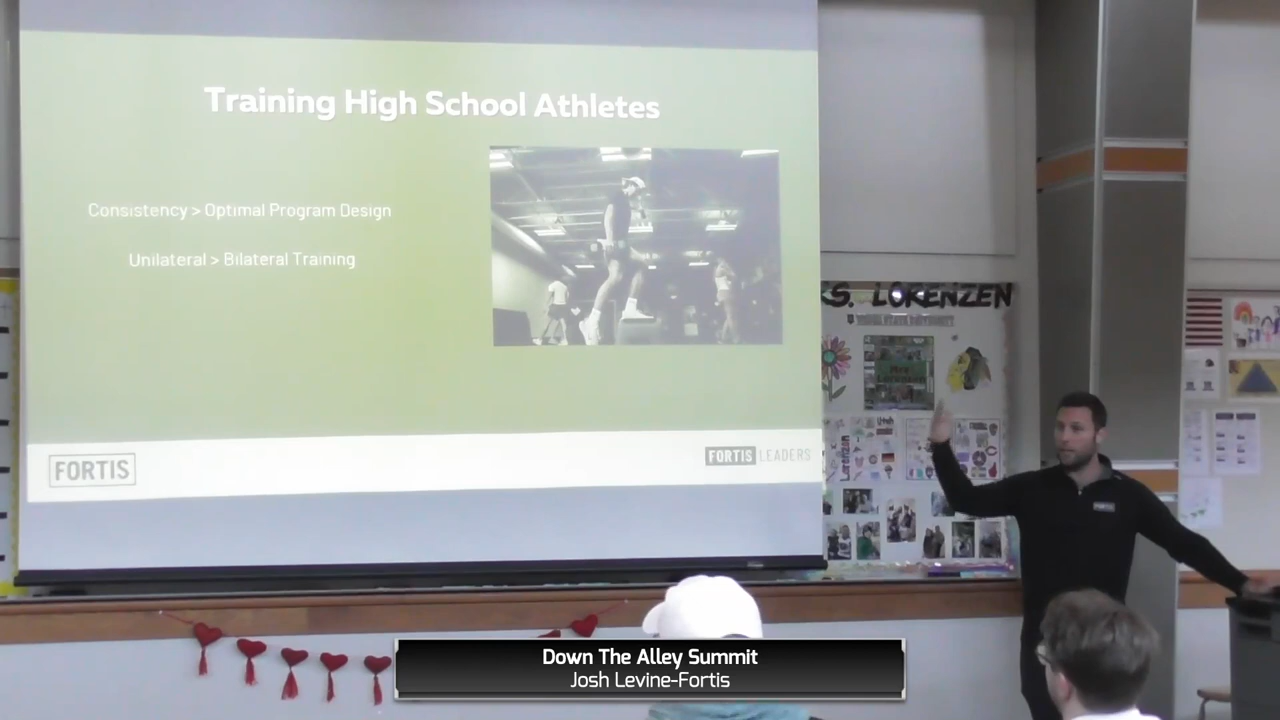 Training High School Athletes
Consistency > Optimal Program Design
Unilateral > Bilateral Training
FORTIS
FORTIS LEADERS
S. LORENZEN
Lorenzen
Down The Alley Summit
Josh Levine-Fortis